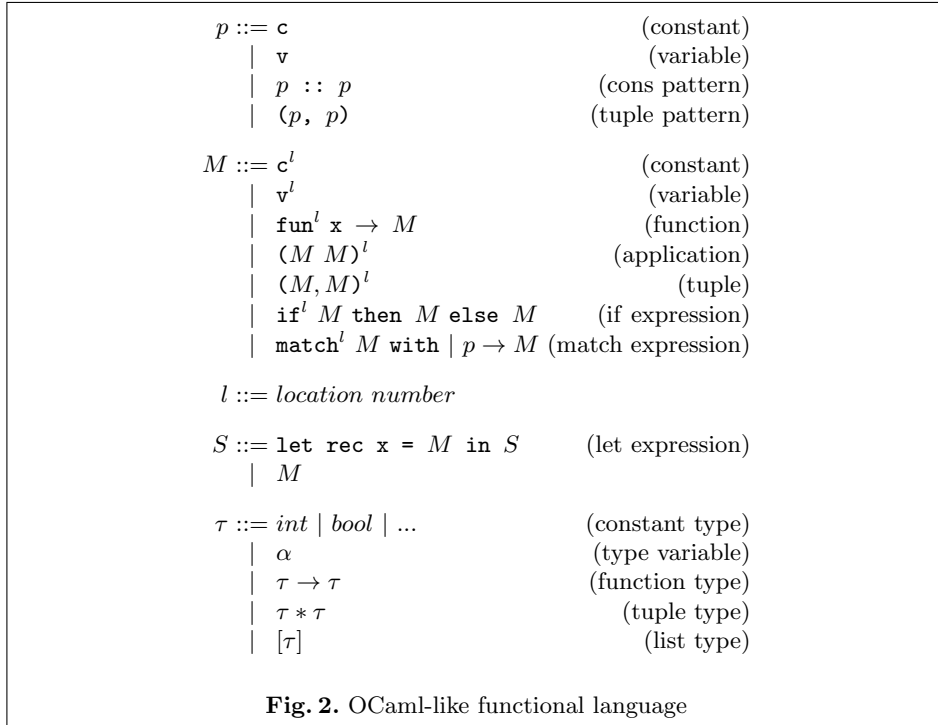 p ::= c (constant)
| v (variable)
| p :: p (cons pattern)
| (p, p) (tuple pattern)
M ::= c^l (constant)
| v^l (variable)
| fun^l x → M (function)
| (M M)^l (application)
| (M, M)^l (tuple)
| if^l M then M else M (if expression)
| match^l M with | p → M (match expression)
l ::= location number
S ::= let rec x = M in S (let expression)
| M
τ ::= int | bool | ... (constant type)
| α (type variable)
| τ → τ (function type)
| τ ∗ τ (tuple type)
| [τ] (list type)
Fig. 2. OCaml-like functional language